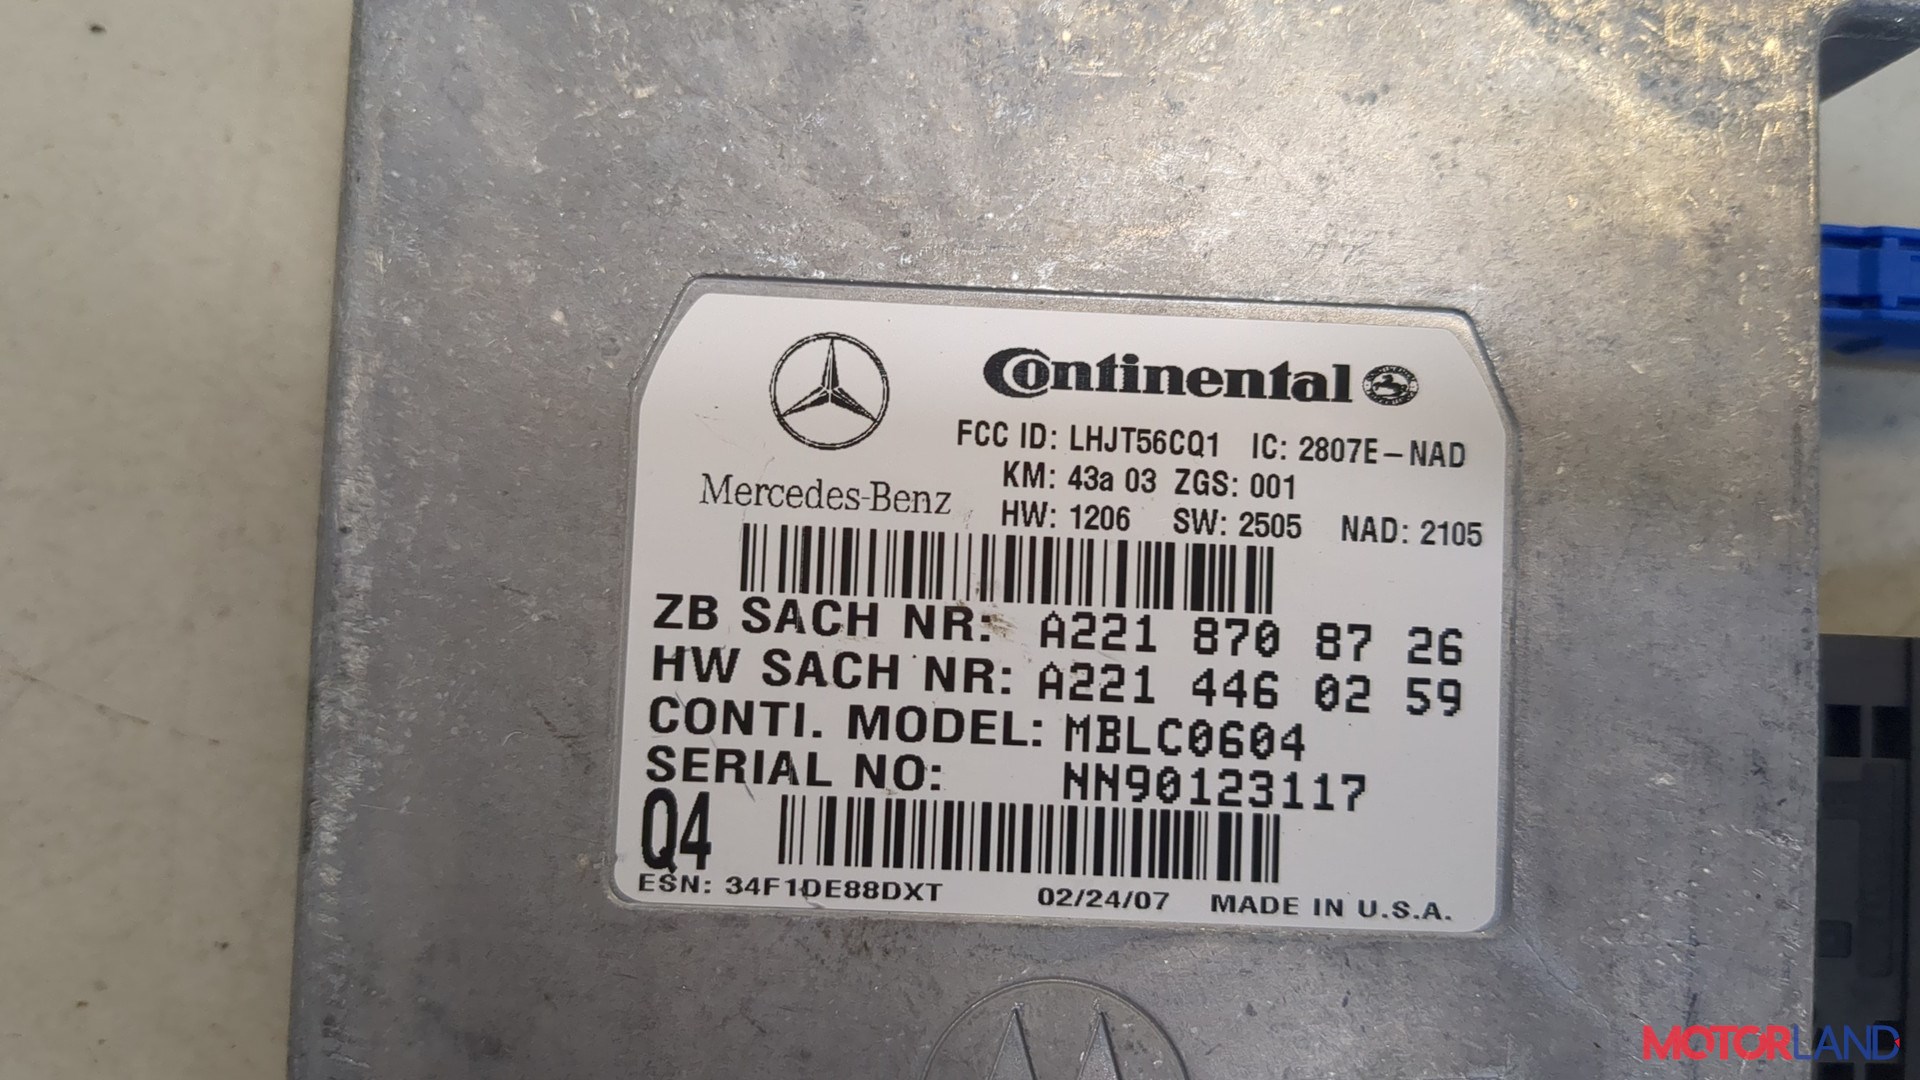 Continental
Mercedes-Benz
FCC ID: LHJT56CQ1 IC: 2807E-NAD
KM: 43a 03 ZGS: 001
HW: 1206 SW: 2505 NAD: 2105
ZB SACH NR: A221 870 87 26
HW SACH NR: A221 446 02 59
CONTI. MODEL: MBLC0604
SERIAL NO: NN90123117
Q4
ESN: 34F1DE88DXT 02/24/07 MADE IN U.S.A.
MOTORLAND